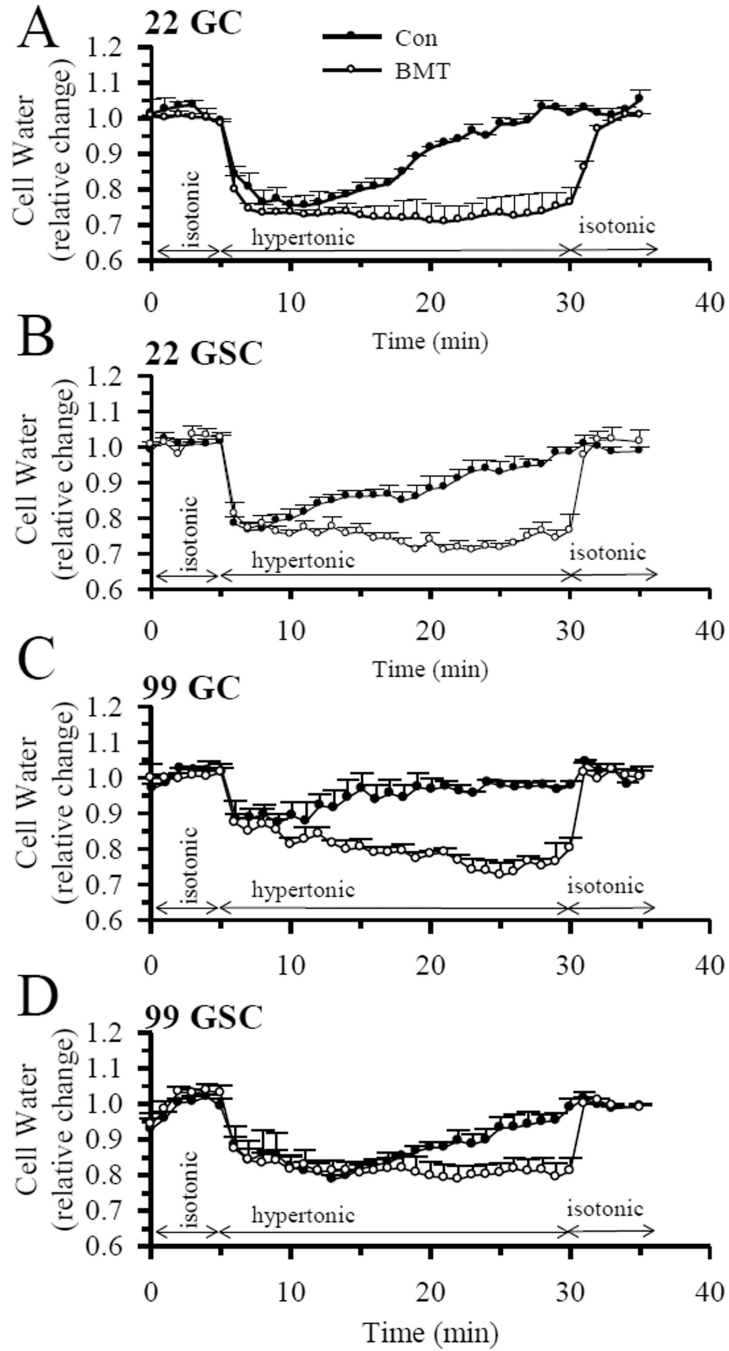 A
22 GC
Con
BMT
Cell Water
(relative change)
1.2
1.1
1.0
0.9
0.8
0.7
0.6
isotonic
hypertonic
isotonic
0 10 20 30 40
Time (min)
B
22 GSC
Cell Water
(relative change)
1.2
1.1
1.0
0.9
0.8
0.7
0.6
isotonic
hypertonic
isotonic
0 10 20 30 40
Time (min)
C
99 GC
Cell Water
(relative change)
1.2
1.1
1.0
0.9
0.8
0.7
0.6
isotonic
hypertonic
isotonic
0 10 20 30 40
D
99 GSC
Cell Water
(relative change)
1.2
1.1
1.0
0.9
0.8
0.7
0.6
isotonic
hypertonic
isotonic
0 10 20 30 40
Time (min)